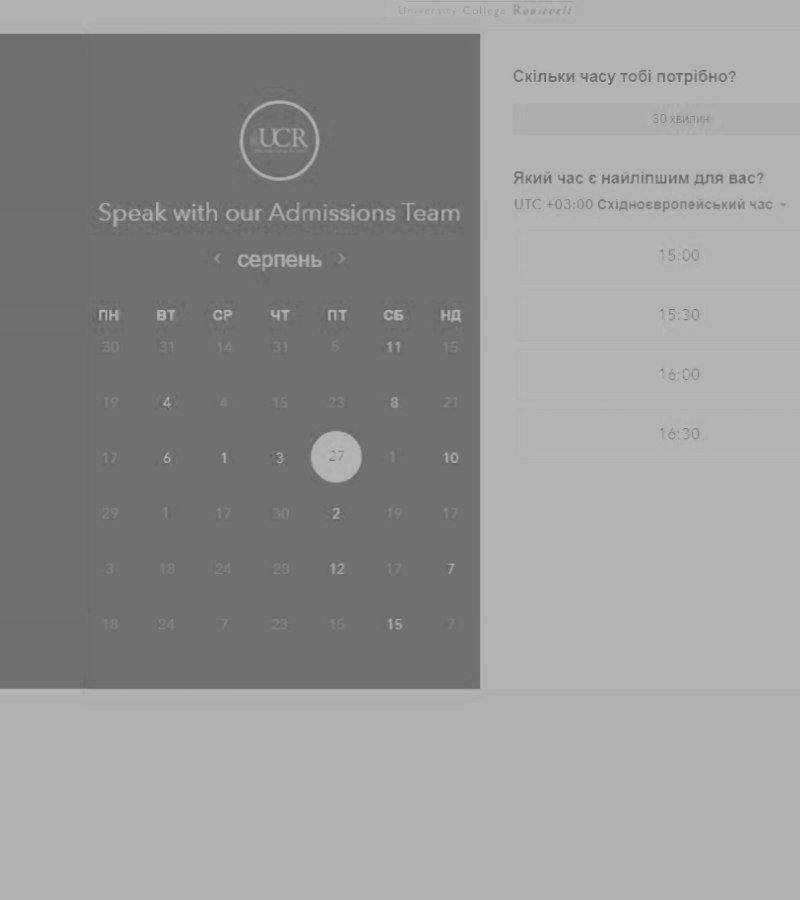 University College Roosevelt
UCR
Speak with our Admissions Team
< серпень >
ПН ВТ СР ЧТ ПТ СБ НД
30 31 14 31 5 11 15
19 4 4 15 23 8 21
17 6 1 3 27 1 10
29 1 17 30 2 19 17
3 18 24 28 12 17 7
18 24 7 23 15 15 7
Скільки часу тобі потрібно?
30 хвилин
Який час є найліпшим для вас?
UTC +03:00 Східноєвропейський час
15:00
15:30
16:00
16:30